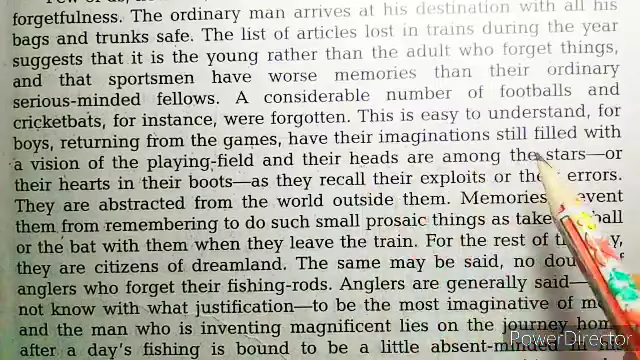 forgetfulness. The ordinary man arrives at his destination with all his
bags and trunks safe. The list of articles lost in trains during the year
suggests that it is the young rather than the adult who forget things,
and that sportsmen have worse memories than their ordinary
serious-minded fellows. A considerable number of footballs and
cricketbats, for instance, were forgotten. This is easy to understand, for
boys, returning from the games, have their imaginations still filled with
a vision of the playing-field and their heads are among the stars—or
their hearts in their boots—as they recall their exploits or errors.
They are abstracted from the world outside them. Memories
them from remembering to do such small prosaic things as take ball
or the bat with them when they leave the train. For the rest of
they are citizens of dreamland. The same may be said, no
anglers who forget their fishing-rods. Anglers are generally said—
not know with what justification—to be the most imaginative of
and the man who is inventing magnificent lies on the journey
after a day's fishing is bound to be a little
PowerDirector